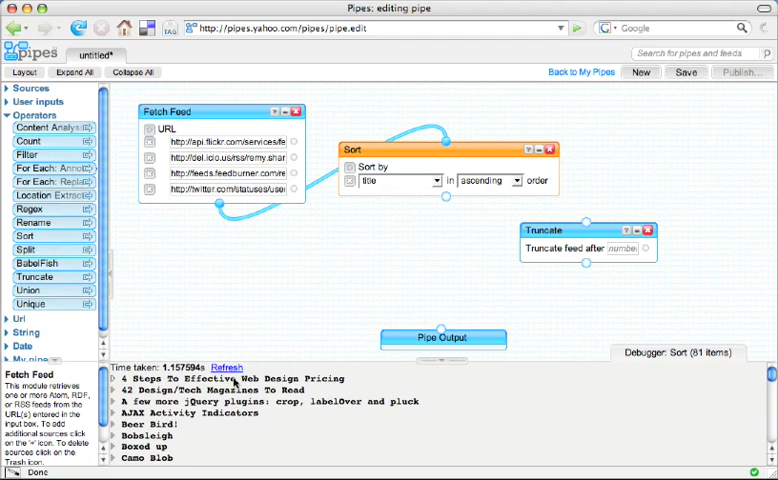 Pipes: editing pipe
http://pipes.yahoo.com/pipes/pipe.edit
Google
pipes
untitled*
Search for pipes and feeds
Layout
Expand All
Collapse All
Back to My Pipes
New
Save
Publish...
Sources
User inputs
Operators
Content Analys
Count
Filter
For Each: Annot
For Each: Repla
Location Extract
Regex
Rename
Sort
Split
BabelFish
Truncate
Union
Unique
Url
String
Date
My pipes
Fetch Feed
URL
http://api.flickr.com/services/fe
http://del.icio.us/rss/remy.shar
http://feeds.feedburner.com/re
http://twitter.com/statuses/user
Sort
Sort by
title
in
ascending
order
Truncate
Truncate feed after
number
Pipe Output
Debugger: Sort (81 items)
Time taken: 1.157594s
Refresh
4 Steps To Effective Web Design Pricing
42 Design/Tech Magazines To Read
A few more jQuery plugins: crop, labelOver and pluck
AJAX Activity Indicators
Beer Bird!
Bobsleigh
Boxed up
Camo Blob
Fetch Feed
This module retrieves
one or more Atom, RDF,
or RSS feeds from the
URL(s) entered in the
input box. To add
additional sources click
on the '+' icon. To delete
sources click on the
Trash icon.
Done